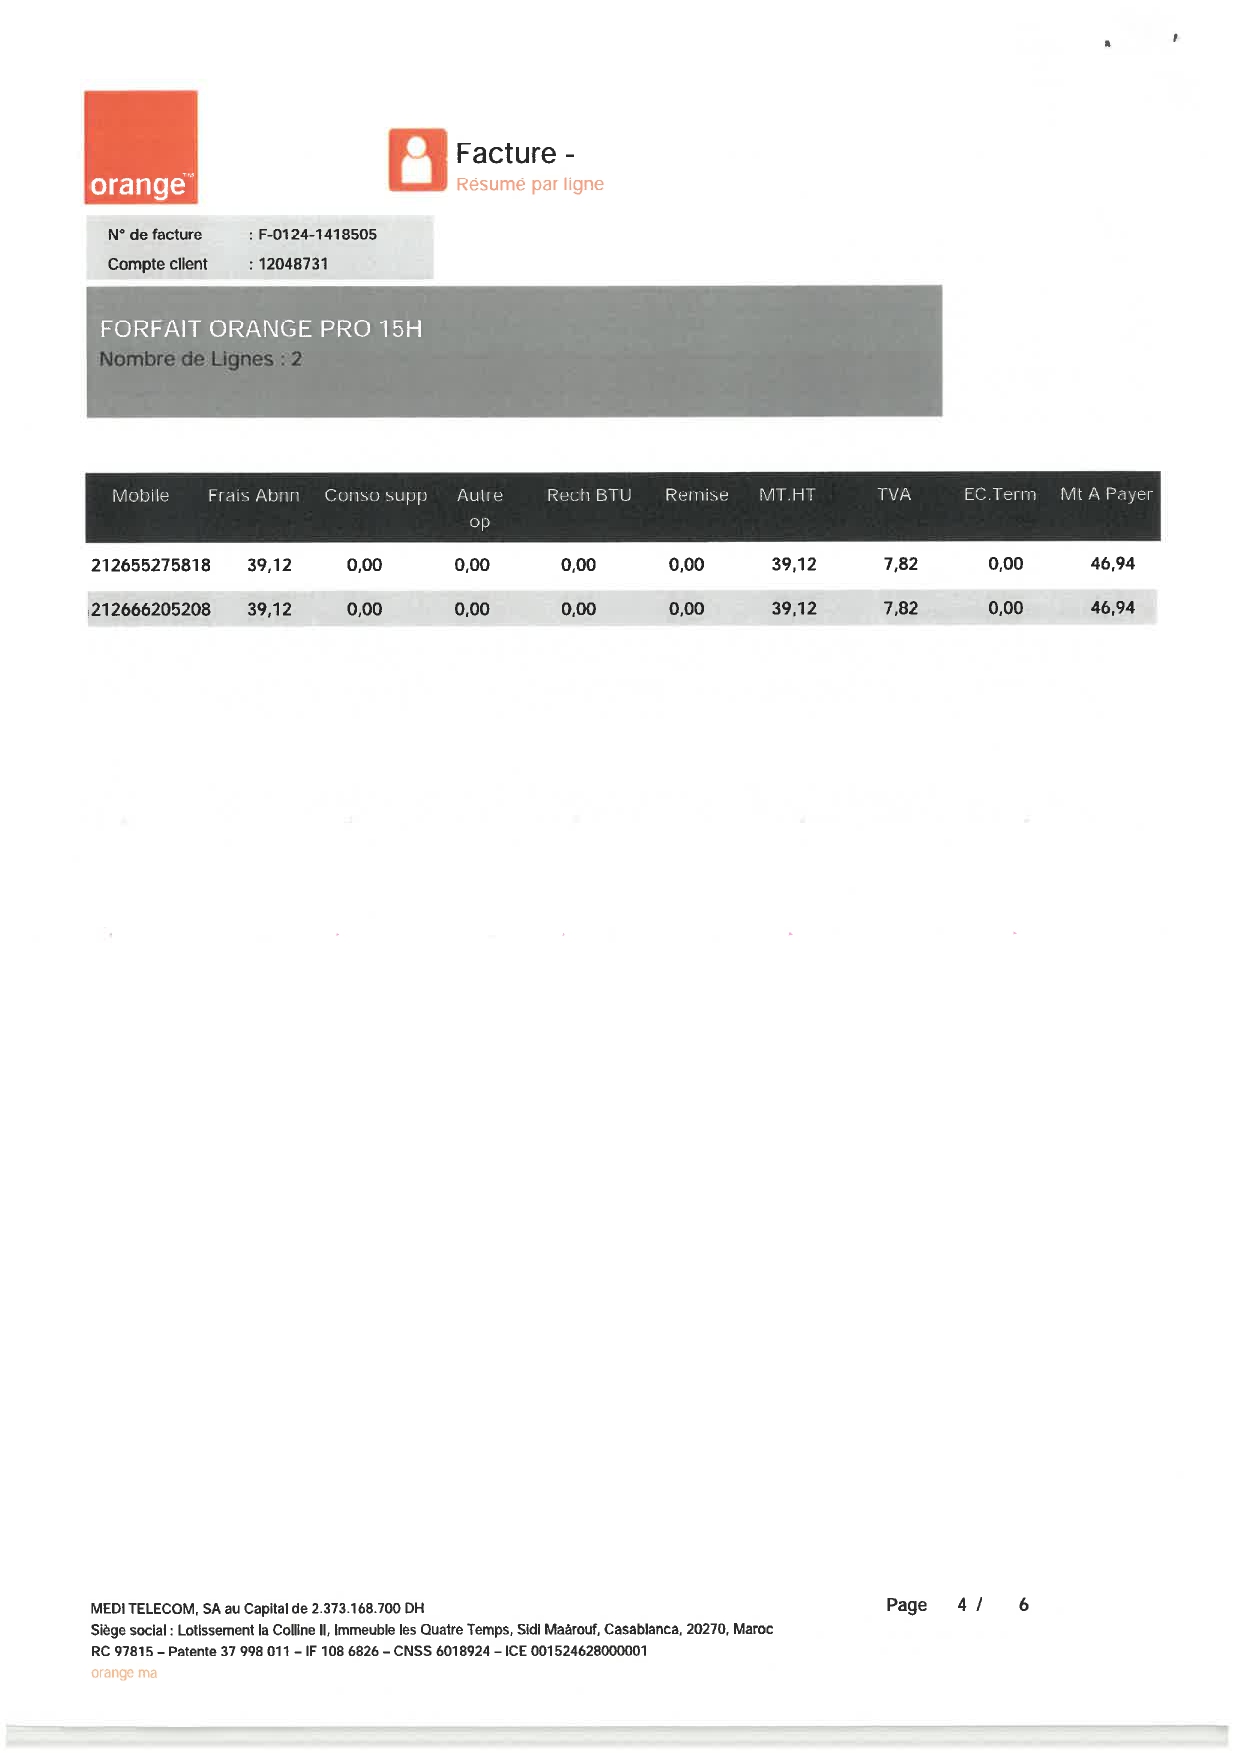 orange™
Facture -
Résumé par ligne
N° de facture : F-0124-1418505
Compte client : 12048731
FORFAIT ORANGE PRO 15H
Nombre de Lignes : 2
Mobile Frais Abnn Conso supp Autre op Rech BTU Remise MT.HT TVA EC.Term Mt A Payer
212655275818 39,12 0,00 0,00 0,00 0,00 39,12 7,82 0,00 46,94
212666205208 39,12 0,00 0,00 0,00 0,00 39,12 7,82 0,00 46,94
MEDI TELECOM, SA au Capital de 2.373.168.700 DH
Page 4 / 6
Siège social : Lotissement la Colline II, Immeuble les Quatre Temps, Sidi Maârouf, Casablanca, 20270, Maroc
RC 97815 – Patente 37 998 011 – IF 108 6826 – CNSS 6018924 – ICE 001524628000001
orange ma